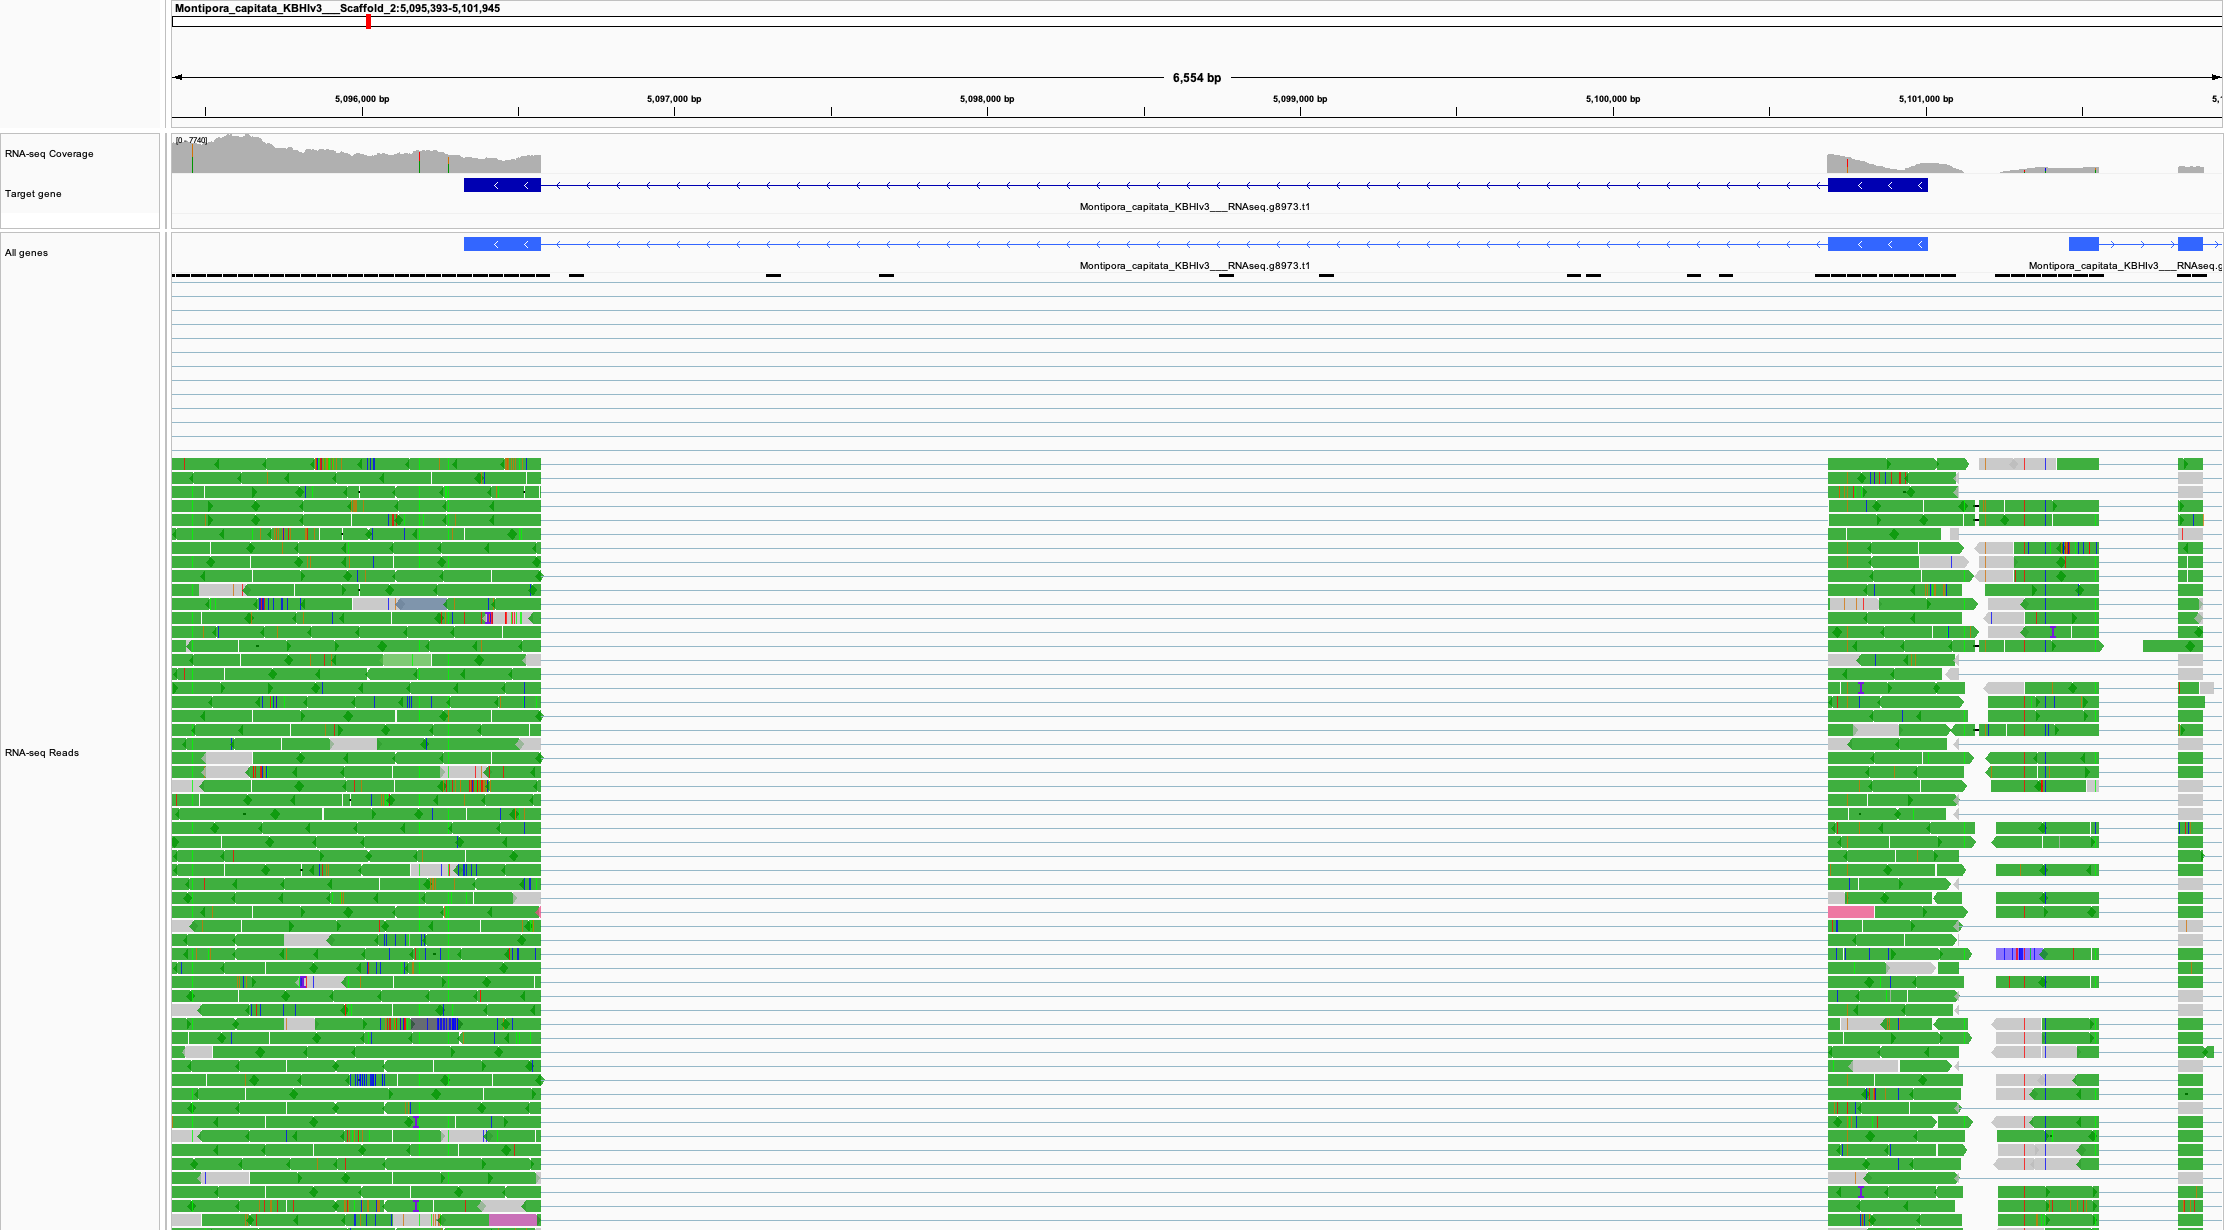 Montipora_capitata_KBHIv3___Scaffold_2:5,095,393-5,101,945
6,554 bp
5,096,000 bp 5,097,000 bp 5,098,000 bp 5,099,000 bp 5,100,000 bp 5,101,000 bp 5,1
[0 - 7740]
RNA-seq Coverage
Target gene
Montipora_capitata_KBHIv3___RNAseq.g8973.t1
All genes
Montipora_capitata_KBHIv3___RNAseq.g8973.t1 Montipora_capitata_KBHIv3___RNAseq.g
RNA-seq Reads